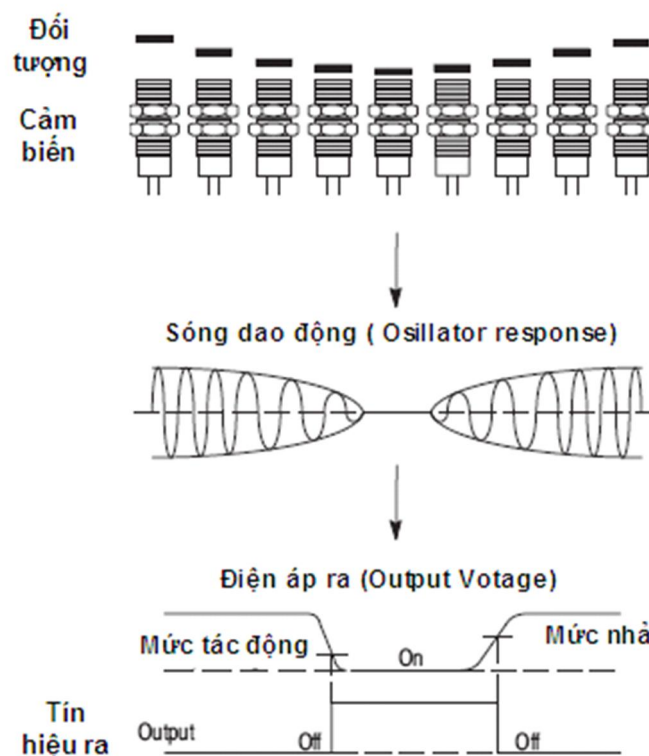 Đối
tượng
Cảm
biến
Sóng dao động ( Osillator response)
Điện áp ra (Output Votage)
Mức tác động
On
Mức nhả
Tín
hiệu ra
Output
Off
Off